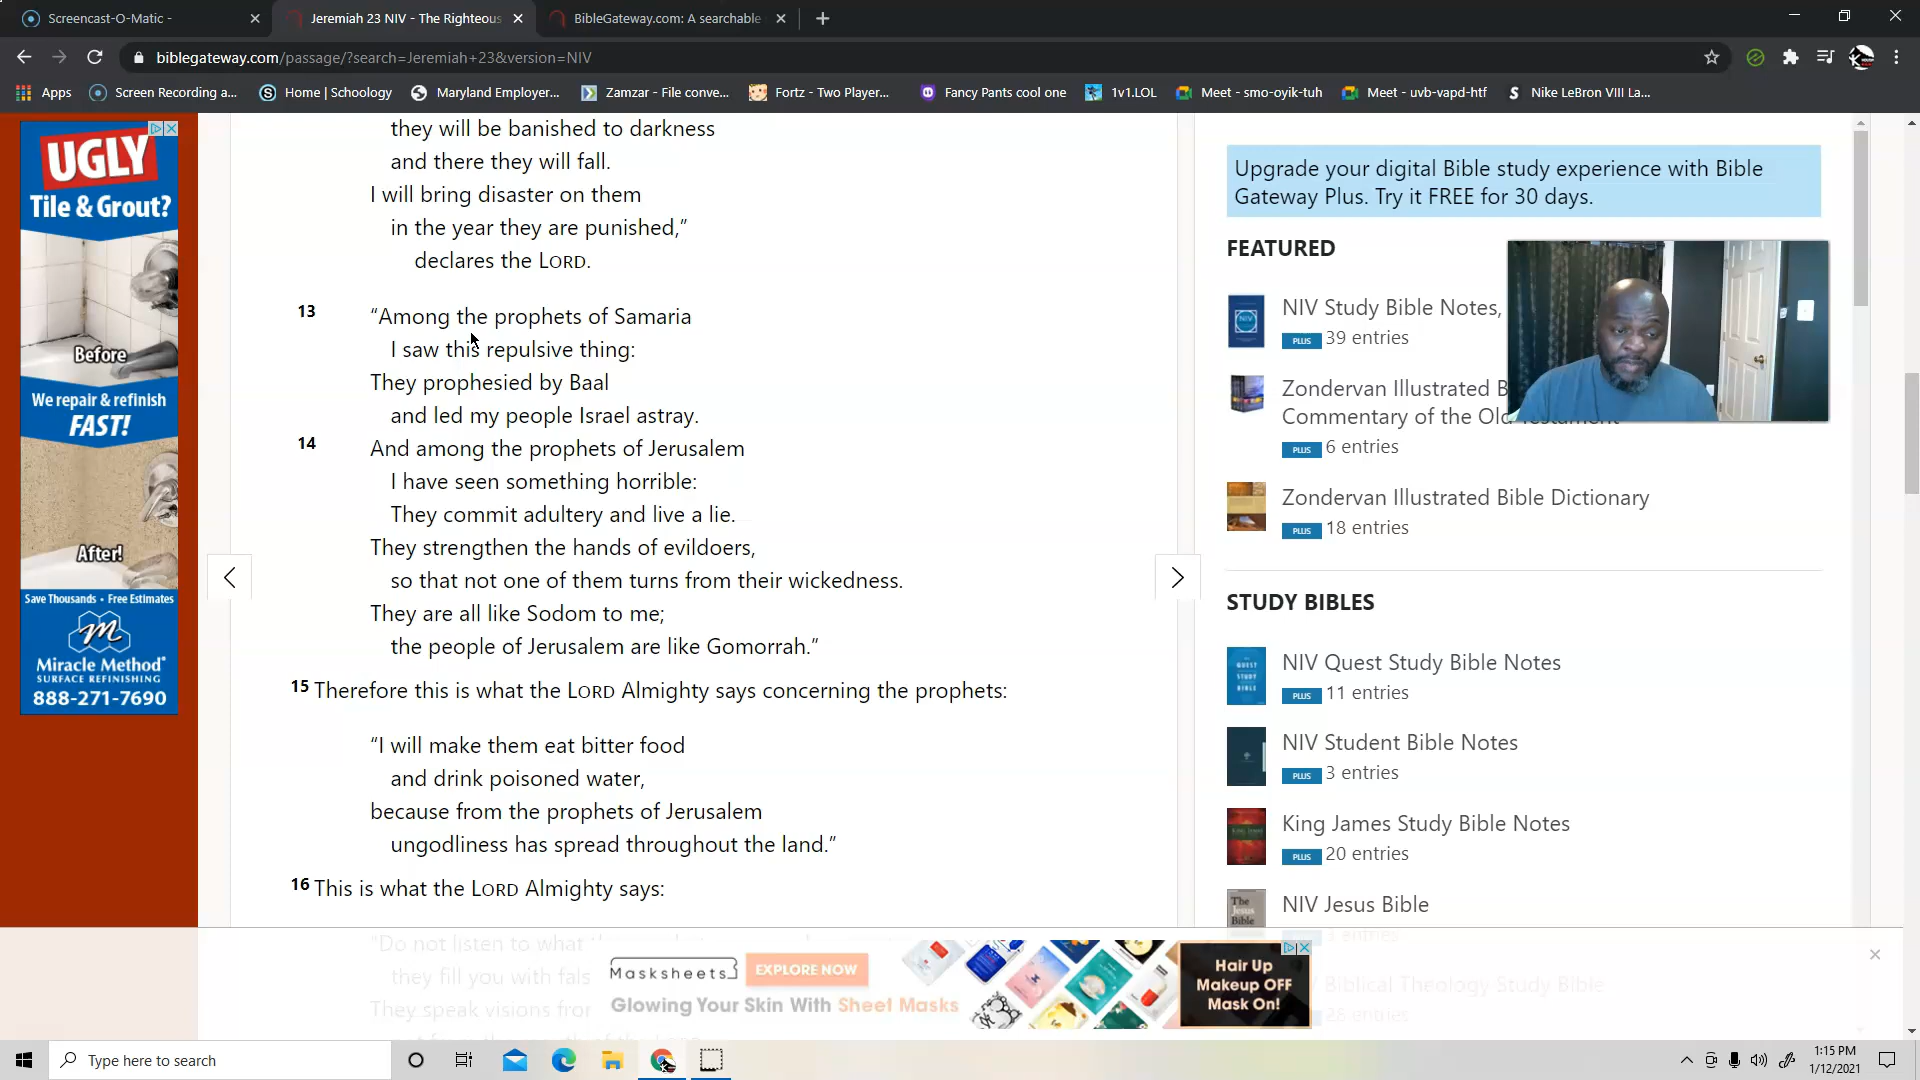 Screencast-O-Matic -
Jeremiah 23 NIV - The Righteous
BibleGateway.com: A searchable
biblegateway.com/passage/?search=Jeremiah+23&version=NIV
Apps
Screen Recording a...
Home | Schoology
Maryland Employer...
Zamzar - File conve...
Fortz - Two Player...
Fancy Pants cool one
1v1.LOL
Meet - smo-oyik-tuh
Meet - uvb-vapd-htf
Nike LeBron VIII La...
UGLY
Tile & Grout?
Before
We repair & refinish
FAST!
After!
Save Thousands • Free Estimates
Miracle Method®
SURFACE REFINISHING
888-271-7690
they will be banished to darkness
and there they will fall.
I will bring disaster on them
in the year they are punished,”
declares the LORD.
13 “Among the prophets of Samaria
I saw this repulsive thing:
They prophesied by Baal
and led my people Israel astray.
14 And among the prophets of Jerusalem
I have seen something horrible:
They commit adultery and live a lie.
They strengthen the hands of evildoers,
so that not one of them turns from their wickedness.
They are all like Sodom to me;
the people of Jerusalem are like Gomorrah.”
15 Therefore this is what the LORD Almighty says concerning the prophets:
“I will make them eat bitter food
and drink poisoned water,
because from the prophets of Jerusalem
ungodliness has spread throughout the land.”
16 This is what the LORD Almighty says:
“Do not listen to what
they fill you with
They speak visions
Upgrade your digital Bible study experience with Bible
Gateway Plus. Try it FREE for 30 days.
FEATURED
NIV Study Bible Notes,
PLUS 39 entries
Zondervan Illustrated
Commentary of the Old Testament
PLUS 6 entries
Zondervan Illustrated Bible Dictionary
PLUS 18 entries
STUDY BIBLES
NIV Quest Study Bible Notes
PLUS 11 entries
NIV Student Bible Notes
PLUS 3 entries
King James Study Bible Notes
PLUS 20 entries
NIV Jesus Bible
3 entries
Biblical Theology Study Bible
entries
Masksheets
EXPLORE NOW
Glowing Your Skin With Sheet Masks
Hair Up
Makeup OFF
Mask On!
Type here to search
1:15 PM
1/12/2021